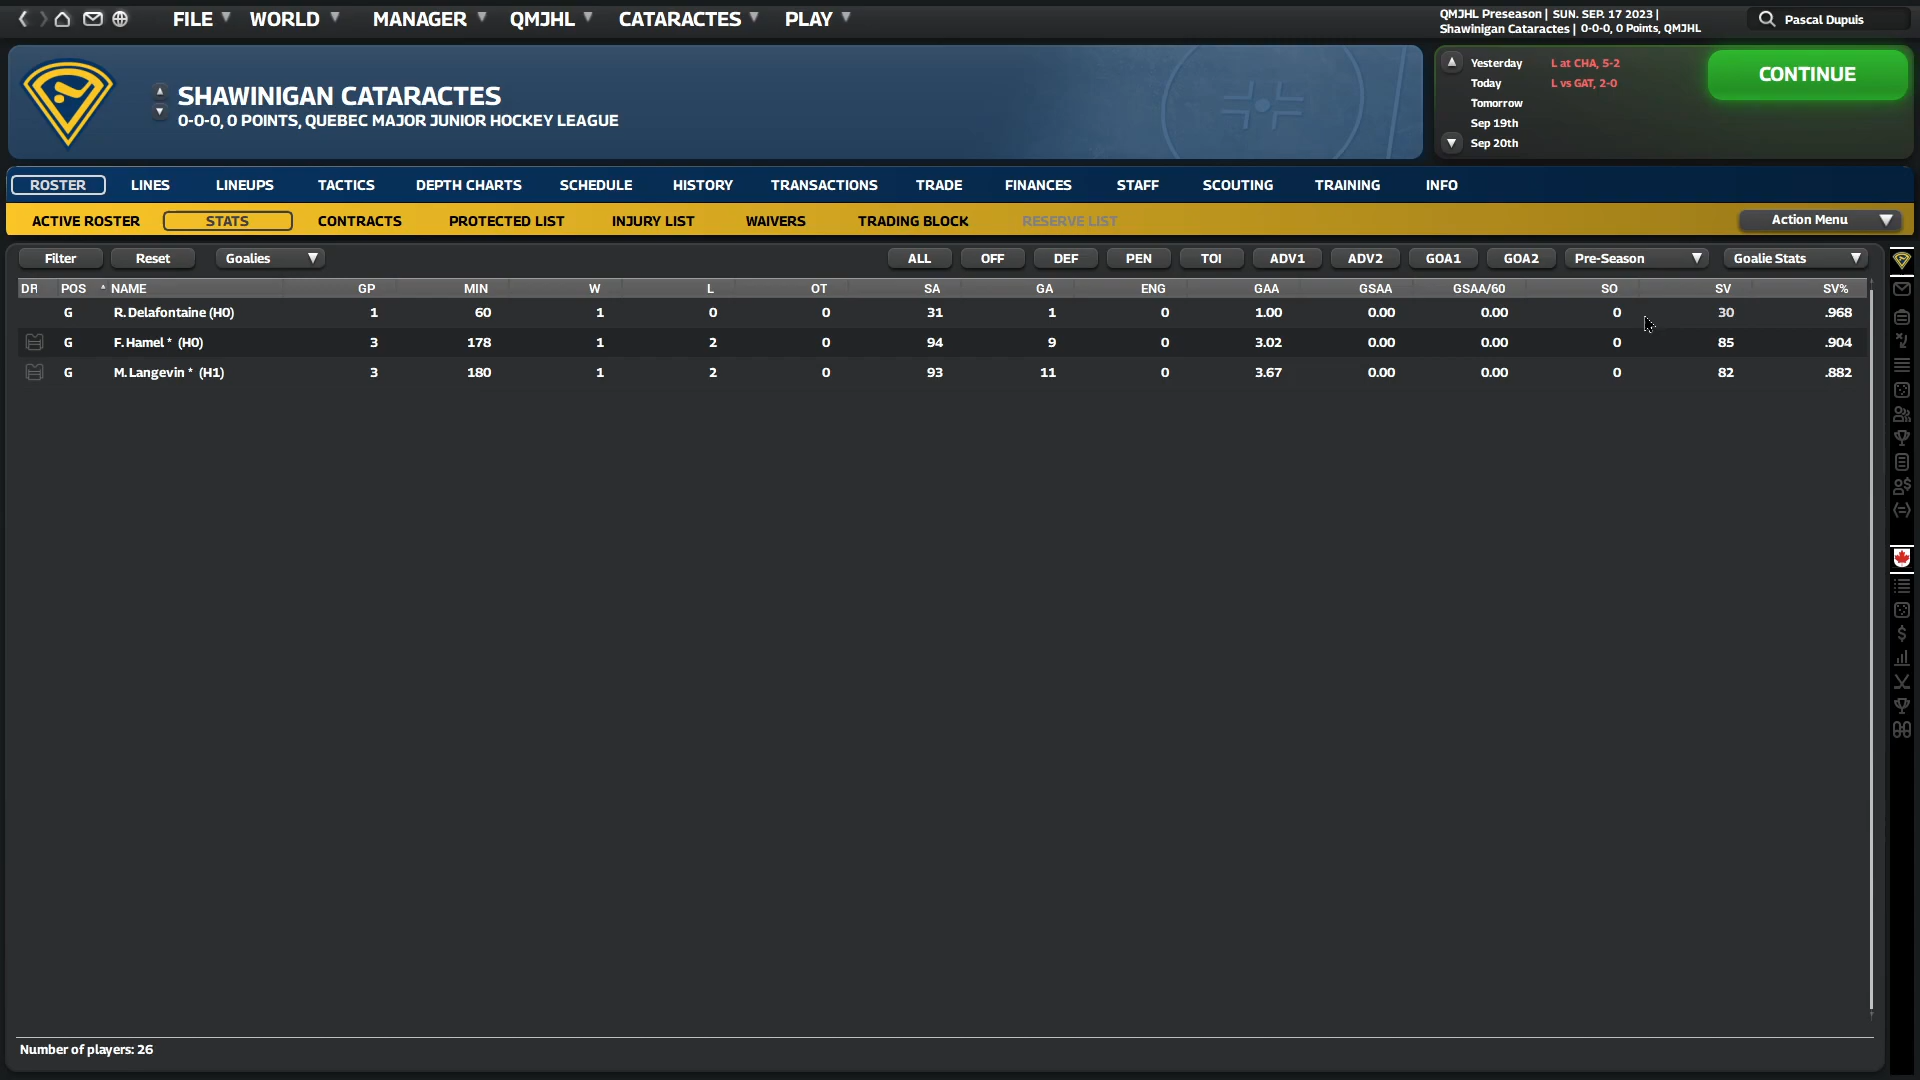 FILE WORLD MANAGER QMJHL CATARACTES PLAY
QMJHL Preseason | SUN. SEP. 17 2023 |
Shawinigan Cataractes | 0-0-0, 0 Points, QMJHL
Pascal Dupuis
SHAWINIGAN CATARACTES
0-0-0, 0 POINTS, QUEBEC MAJOR JUNIOR HOCKEY LEAGUE
Yesterday L at CHA, 5-2
Today L vs GAT, 2-0
Tomorrow
Sep 19th
Sep 20th
CONTINUE
ROSTER LINES LINEUPS TACTICS DEPTH CHARTS SCHEDULE HISTORY TRANSACTIONS TRADE FINANCES STAFF SCOUTING TRAINING INFO
ACTIVE ROSTER STATS CONTRACTS PROTECTED LIST INJURY LIST WAIVERS TRADING BLOCK RESERVE LIST Action Menu
Filter Reset Goalies ALL OFF DEF PEN TOI ADV1 ADV2 GOA1 GOA2 Pre-Season Goalie Stats
DR POS NAME GP MIN W L OT SA GA ENG GAA GSAA GSAA/60 SO SV SV%
G R. Delafontaine (H0) 1 60 1 0 0 31 1 0 1.00 0.00 0.00 0 30 .968
G F. Hamel * (H0) 3 178 1 2 0 94 9 0 3.02 0.00 0.00 0 85 .904
G M. Langevin * (H1) 3 180 1 2 0 93 11 0 3.67 0.00 0.00 0 82 .882
Number of players: 26